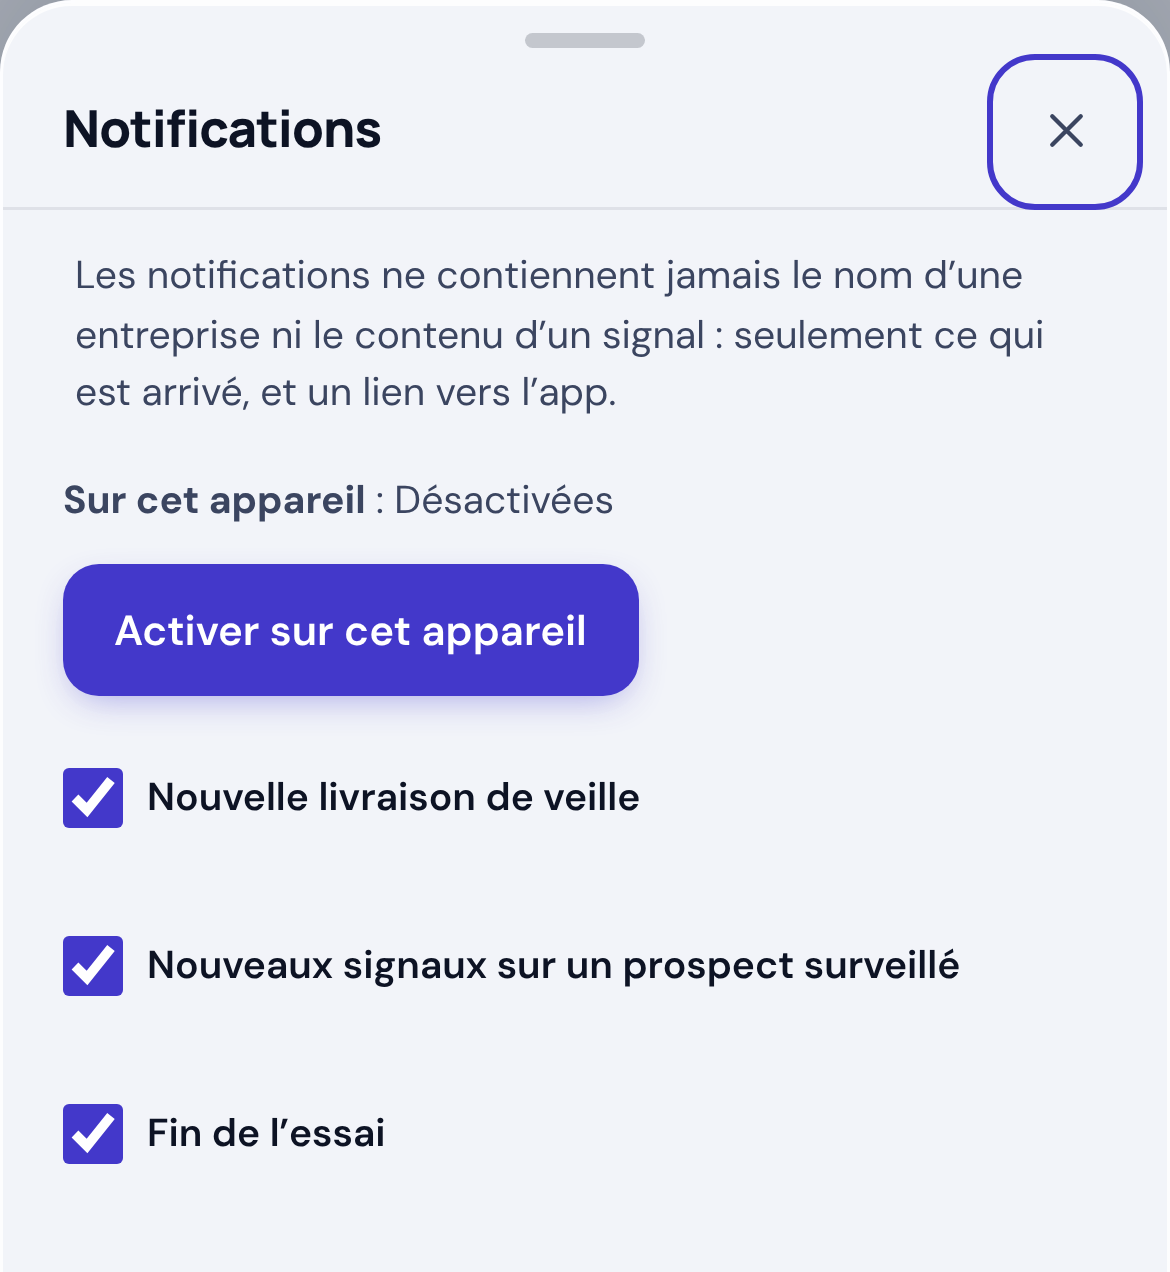 Notifications
Les notifications ne contiennent jamais le nom d’une
entreprise ni le contenu d’un signal : seulement ce qui
est arrivé, et un lien vers l’app.
Sur cet appareil : Désactivées
Activer sur cet appareil
Nouvelle livraison de veille
Nouveaux signaux sur un prospect surveillé
Fin de l’essai